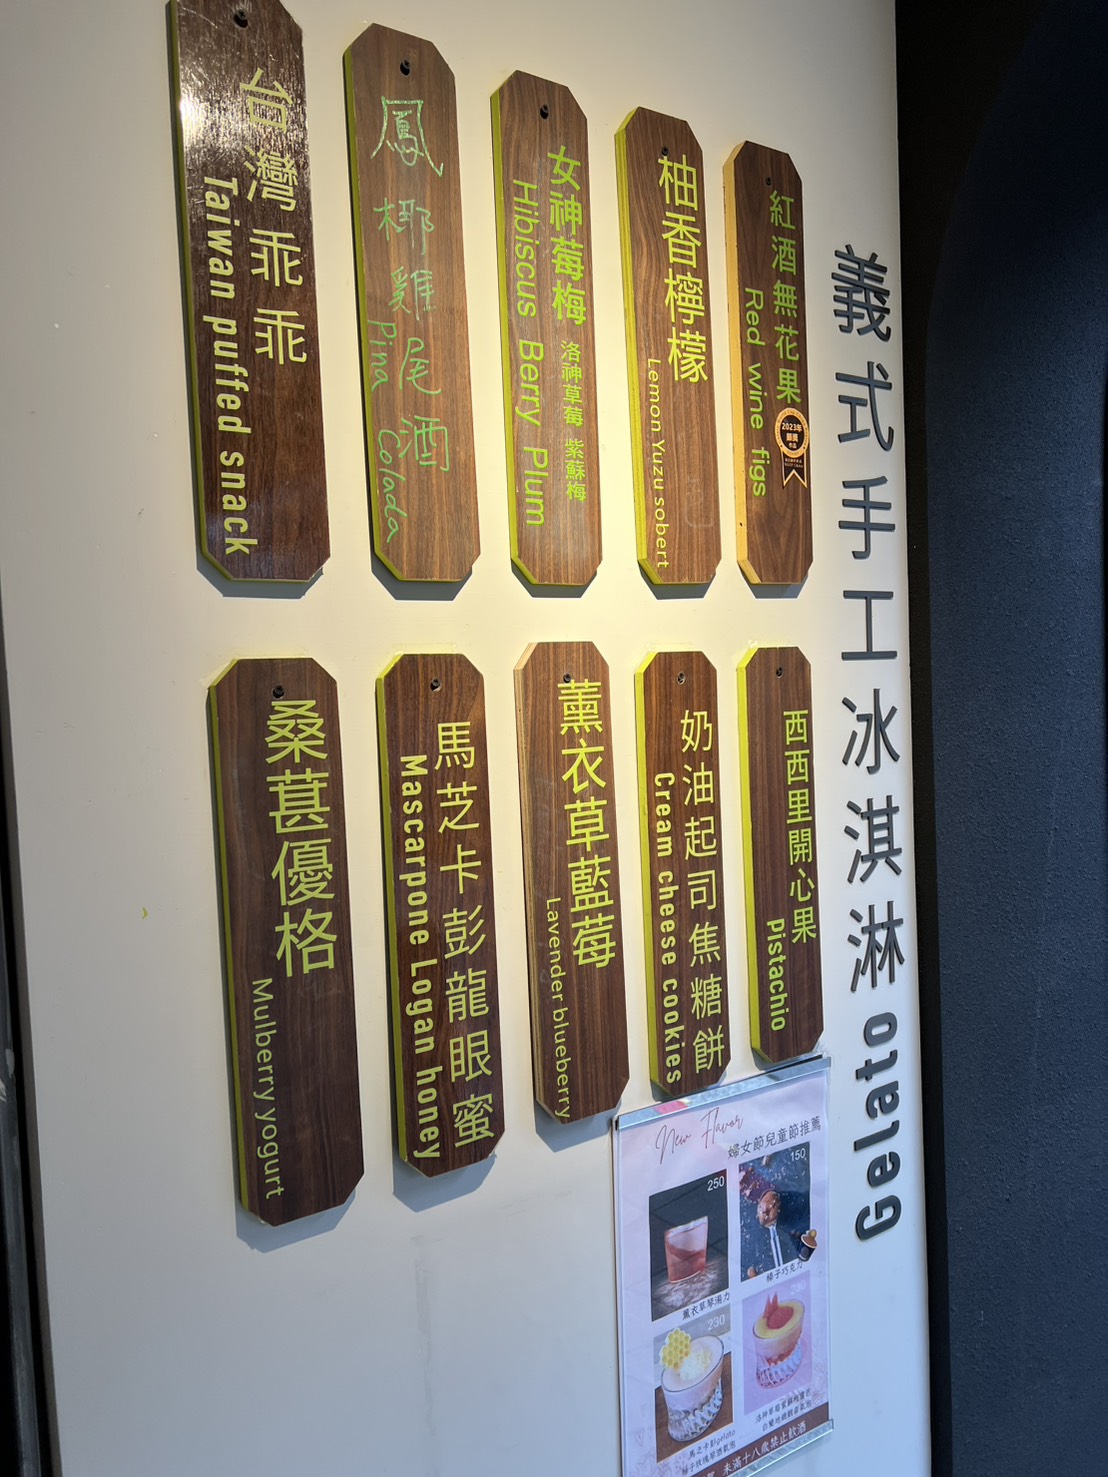 義式手工冰淇淋 Gelato
紅酒無花果
Red wine figs
2023年
柚香檸檬
Lemon Yuzu sobert
女神莓梅
洛神草莓 紫蘇梅
Hibiscus Berry Plum
鳳梛雞尾酒
Pina Colada
台灣乖乖
Taiwan puffed snack
西西里開心果
Pistachio
奶油起司焦糖餅
Cream cheese cookies
薰衣草藍莓
Lavender blueberry
馬芝卡彭龍眼蜜
Mascarpone Logan honey
桑葚優格
Mulberry yogurt
New Flavor
婦女節兒童節推薦
250
150
薰衣草琴湯力
榛子巧克力
230
未滿十八歲禁止飲酒